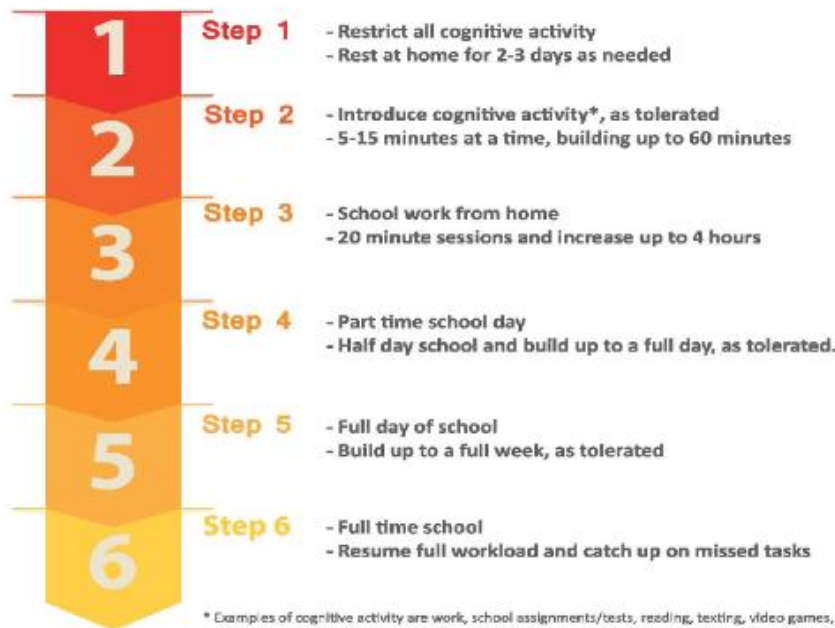 1
Step 1
- Restrict all cognitive activity
- Rest at home for 2-3 days as needed
2
Step 2
- Introduce cognitive activity*, as tolerated
- 5-15 minutes at a time, building up to 60 minutes
3
Step 3
- School work from home
- 20 minute sessions and increase up to 4 hours
4
Step 4
- Part time school day
- Half day school and build up to a full day, as tolerated.
5
Step 5
- Full day of school
- Build up to a full week, as tolerated
6
Step 6
- Full time school
- Resume full workload and catch up on missed tasks
* Examples of cognitive activity are work, school assignments/tests, reading, texting, video games,